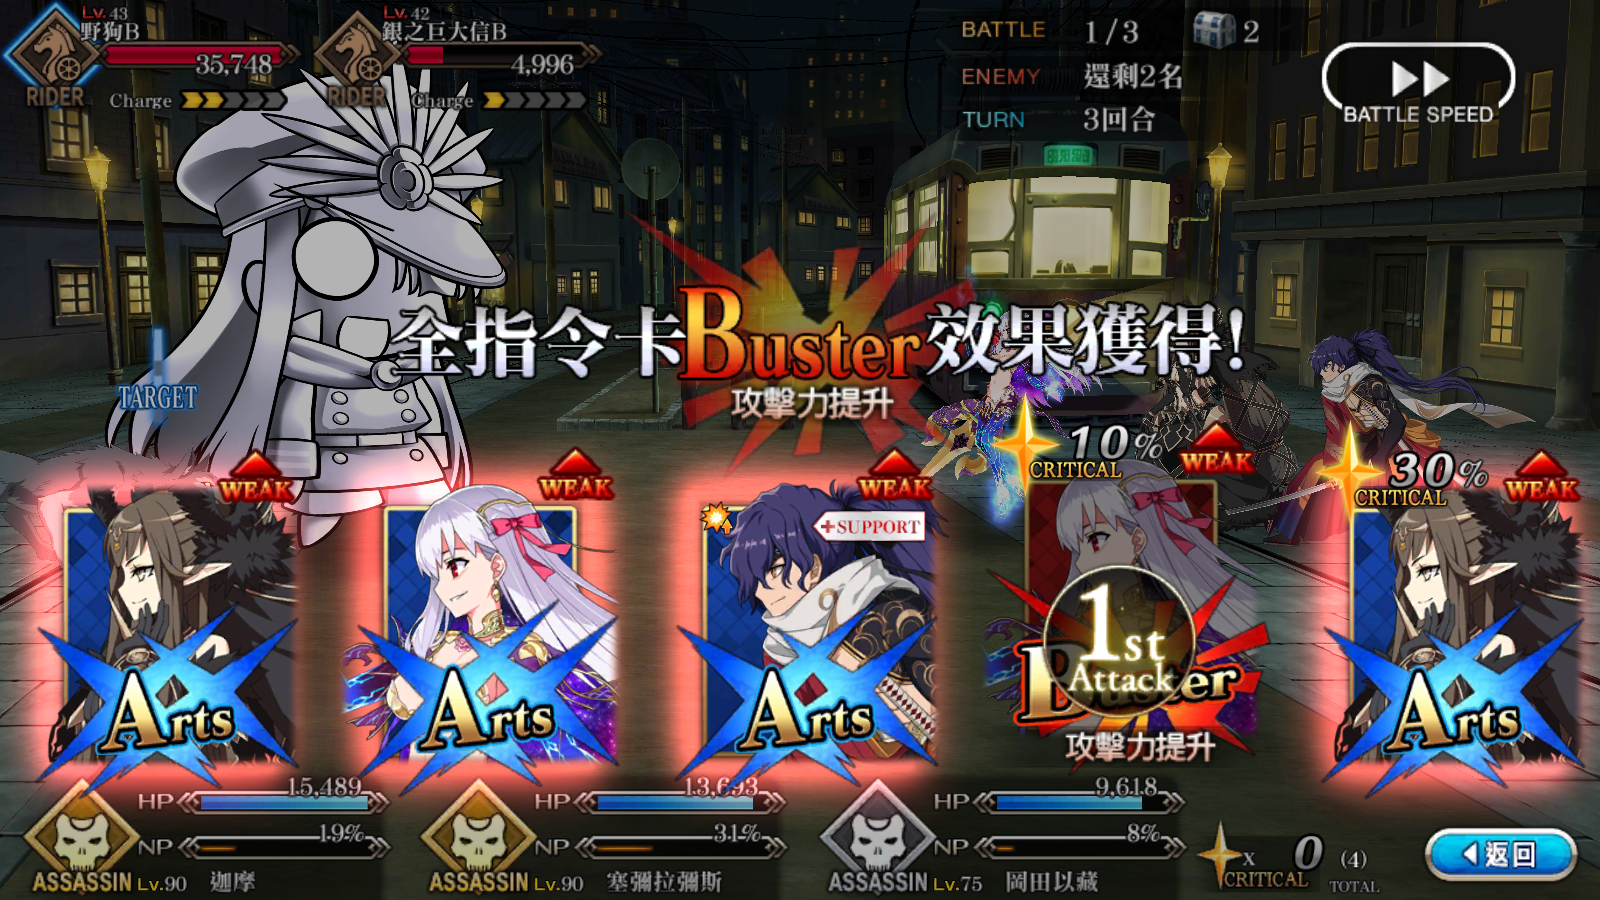 Lv.43
野狗B
35,748
RIDER
Charge
Lv.42
銀之巨大信B
4,996
RIDER
Charge
BATTLE 1/3
2
ENEMY 還剩2名
TURN 3回合
BATTLE SPEED
TARGET
全指令卡Buster效果獲得!
攻擊力提升
10%
CRITICAL
30%
CRITICAL
WEAK
WEAK
WEAK
WEAK
WEAK
+SUPPORT
Arts
Arts
Arts
1st
Attack
Buster
攻擊力提升
Arts
HP 15,489
NP 19%
ASSASSIN Lv.90 迦摩
HP 13,693
NP 31%
ASSASSIN Lv.90 塞彌拉彌斯
HP 9,618
NP 8%
ASSASSIN Lv.75 岡田以藏
x 0 (4)
CRITICAL TOTAL
返回